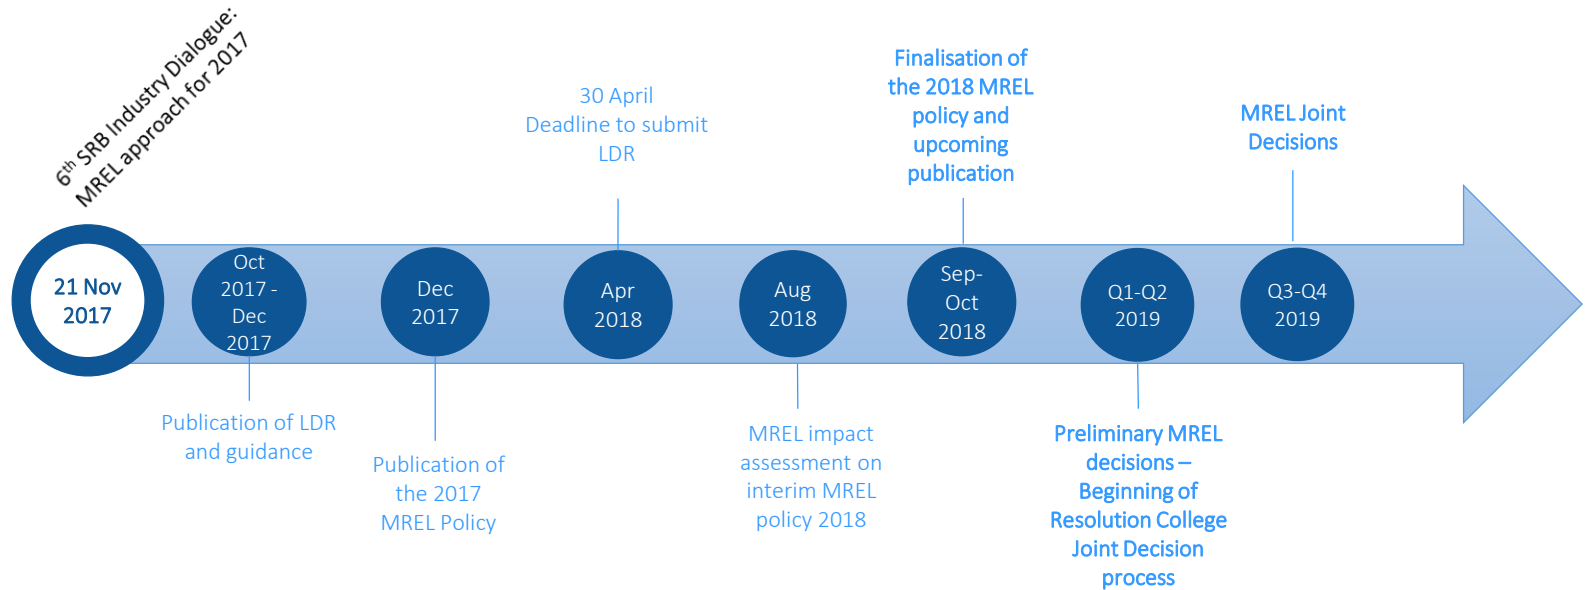 6th SRB Industry Dialogue:
MREL approach for 2017
21 Nov
2017
Oct
2017 -
Dec
2017
Publication of LDR
and guidance
Dec
2017
Publication of
the 2017
MREL Policy
30 April
Deadline to submit
LDR
Apr
2018
Aug
2018
MREL impact
assessment on
interim MREL
policy 2018
Finalisation of
the 2018 MREL
policy and
upcoming
publication
Sep-
Oct
2018
Q1-Q2
2019
Preliminary MREL
decisions –
Beginning of
Resolution College
Joint Decision
process
MREL Joint
Decisions
Q3-Q4
2019